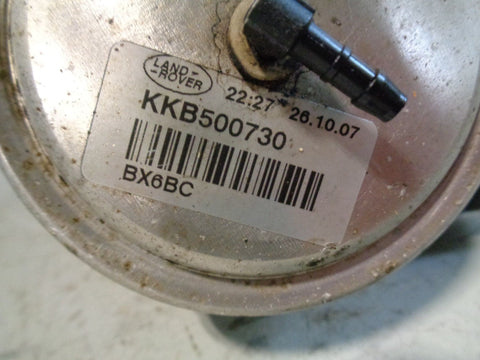 LAND
ROVER
22:27 26.10.07
KKB500730
BX6BC